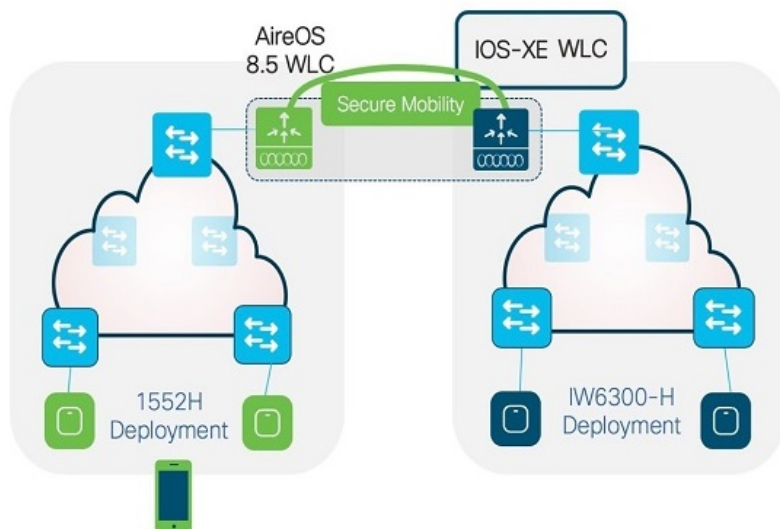 AireOS
8.5 WLC
IOS-XE WLC
Secure Mobility
1552H
Deployment
IW6300-H
Deployment